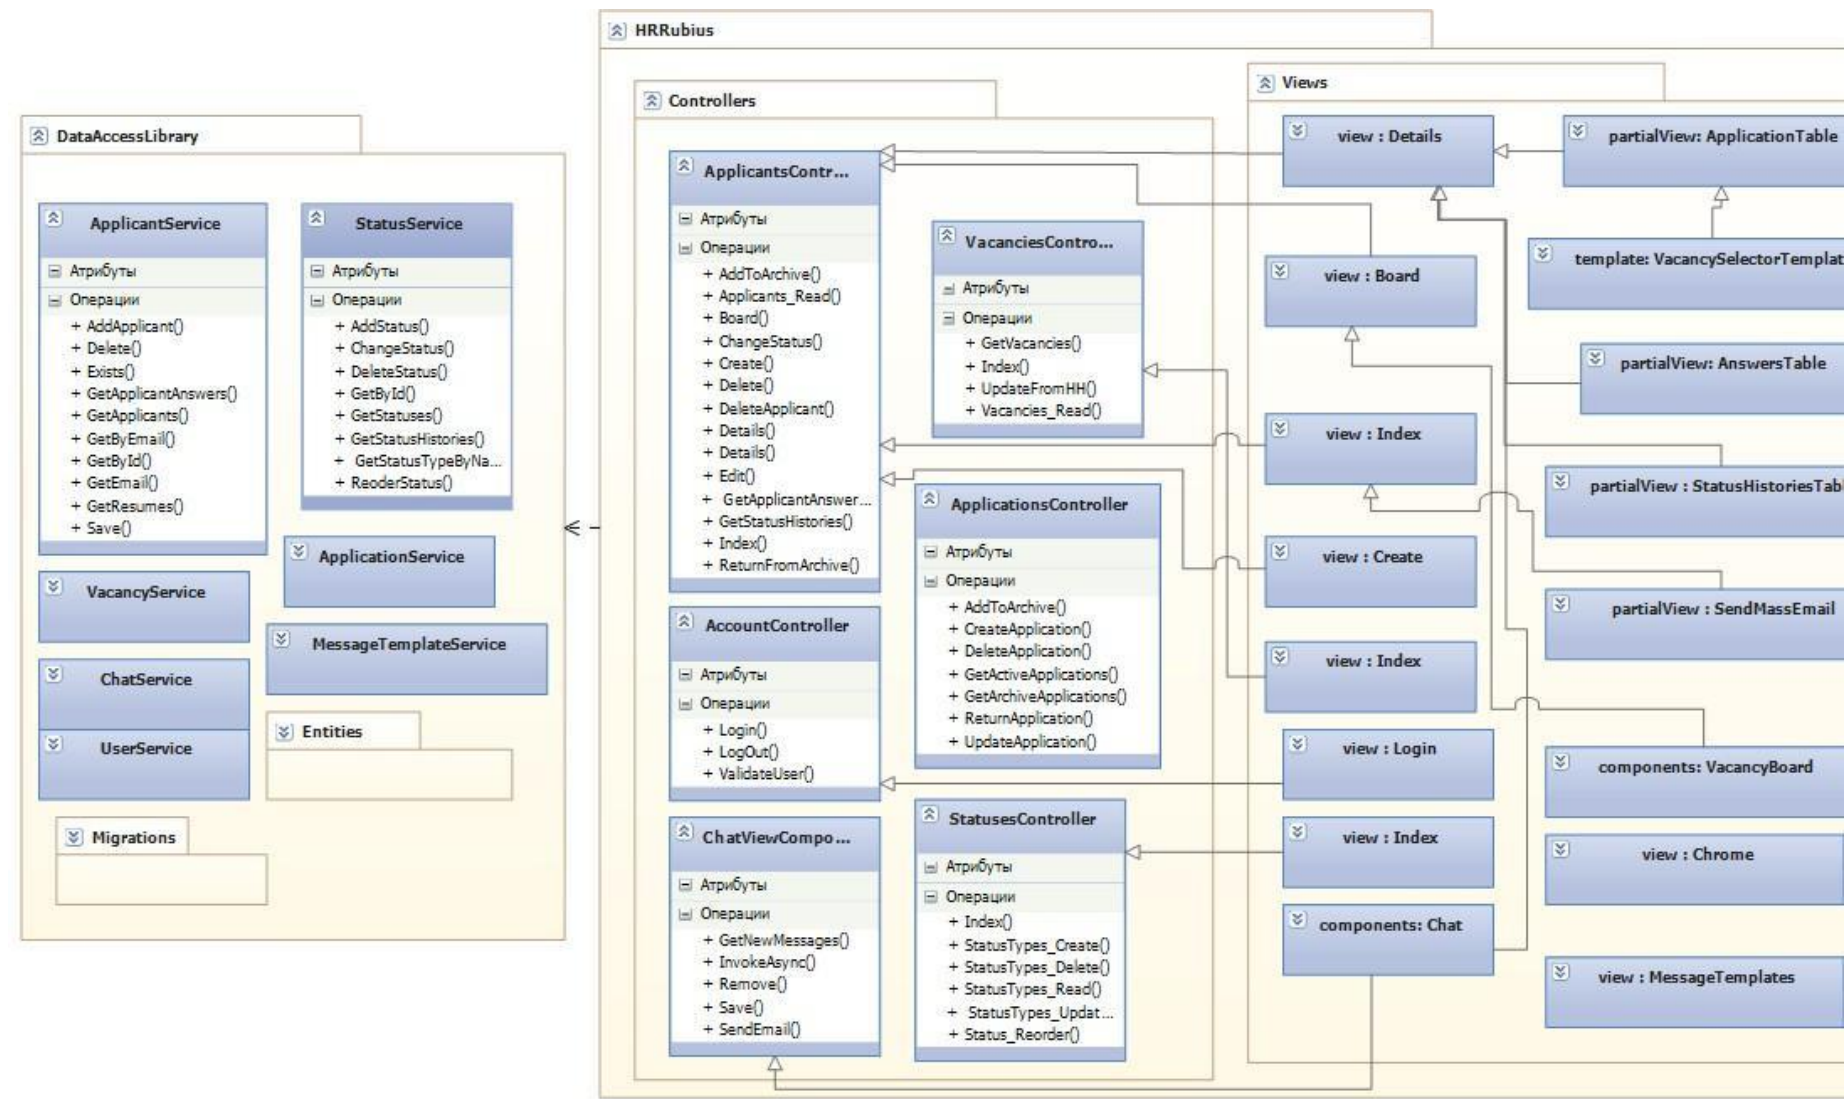 HRRubius
DataAccessLibrary
ApplicantService
Атрибуты
Операции
+ AddApplicant()
+ Delete()
+ Exists()
+ GetApplicantAnswers()
+ GetApplicants()
+ GetByEmail()
+ GetById()
+ GetEmail()
+ GetResumes()
+ Save()
StatusService
Атрибуты
Операции
+ AddStatus()
+ ChangeStatus()
+ DeleteStatus()
+ GetById()
+ GetStatuses()
+ GetStatusHistories()
+ GetStatusTypeByNa...
+ ReoderStatus()
ApplicationService
VacancyService
MessageTemplateService
ChatService
UserService
Entities
Migrations
Controllers
ApplicantsContr...
Атрибуты
Операции
+ AddToArchive()
+ Applicants_Read()
+ Board()
+ ChangeStatus()
+ Create()
+ Delete()
+ DeleteApplicant()
+ Details()
+ Details()
+ Edit()
+ GetApplicantAnswer...
+ GetStatusHistories()
+ Index()
+ ReturnFromArchive()
VacanciesContro...
Атрибуты
Операции
+ GetVacancies()
+ Index()
+ UpdateFromHH()
+ Vacancies_Read()
ApplicationsController
Атрибуты
Операции
+ AddToArchive()
+ CreateApplication()
+ DeleteApplication()
+ GetActiveApplications()
+ GetArchiveApplications()
+ ReturnApplication()
+ UpdateApplication()
AccountController
Атрибуты
Операции
+ Login()
+ LogOut()
+ ValidateUser()
ChatViewCompo...
Атрибуты
Операции
+ GetNewMessages()
+ InvokeAsync()
+ Remove()
+ Save()
+ SendEmail()
StatusesController
Атрибуты
Операции
+ Index()
+ StatusTypes_Create()
+ StatusTypes_Delete()
+ StatusTypes_Read()
+ StatusTypes_Updat...
+ Status_Reorder()
Views
view : Details
view : Board
view : Index
view : Create
view : Index
view : Login
view : Index
components: Chat
partialView: ApplicationTable
template: VacancySelectorTemplat
partialView: AnswersTable
partialView : StatusHistoriesTab
partialView : SendMassEmail
components: VacancyBoard
view : Chrome
view : MessageTemplates